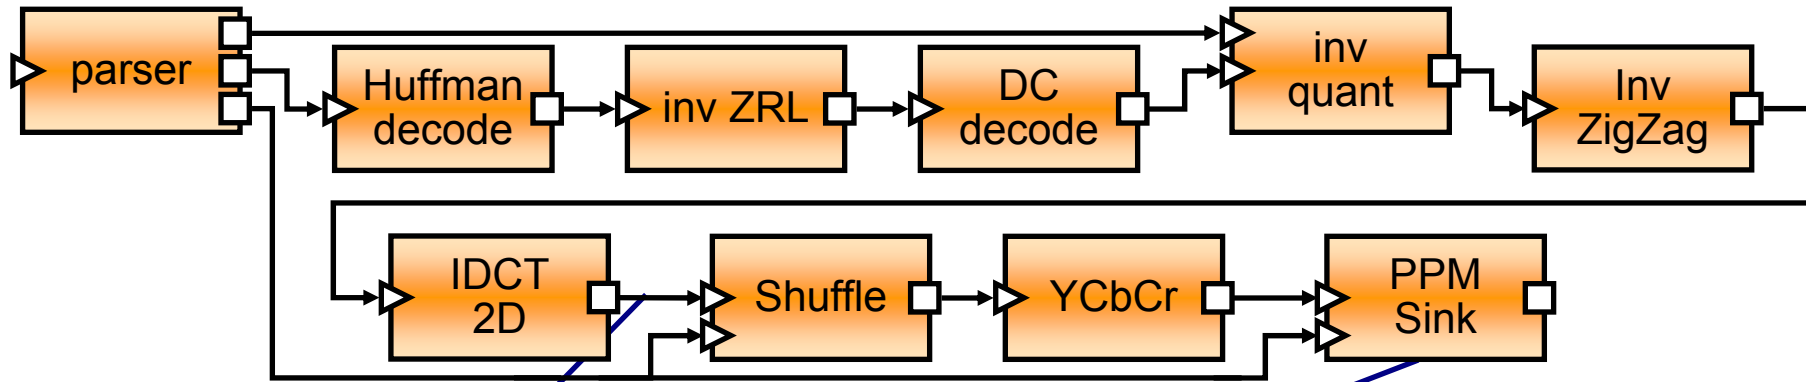 parser
Huffman
decode
inv ZRL
DC
decode
inv
quant
Inv
ZigZag
IDCT
2D
Shuffle
YCbCr
PPM
Sink